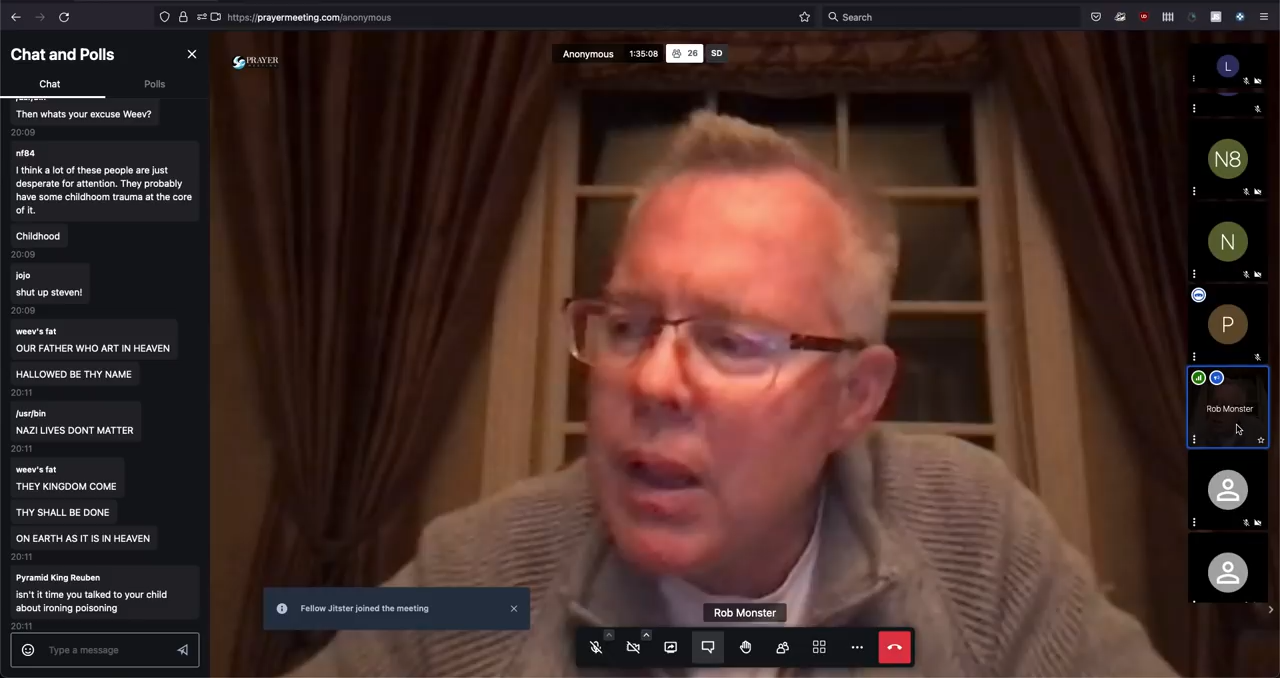 https://prayermeeting.com/anonymous
Search
Chat and Polls
Chat
Polls
Then whats your excuse Weev?
20:09
nf84
I think a lot of these people are just
desperate for attention. They probably
have some childhoom trauma at the core
of it.
Childhood
20:09
jojo
shut up steven!
20:09
weev's fat
OUR FATHER WHO ART IN HEAVEN
HALLOWED BE THY NAME
20:11
/usr/bin
NAZI LIVES DONT MATTER
20:11
weev's fat
THEY KINGDOM COME
THY SHALL BE DONE
ON EARTH AS IT IS IN HEAVEN
20:11
Pyramid King Reuben
isn't it time you talked to your child
about ironing poisoning
20:11
Type a message
PRAYER
MEETING
Anonymous
1:35:08
26
SD
Fellow Jitster joined the meeting
Rob Monster
L
N8
N
P
Rob Monster